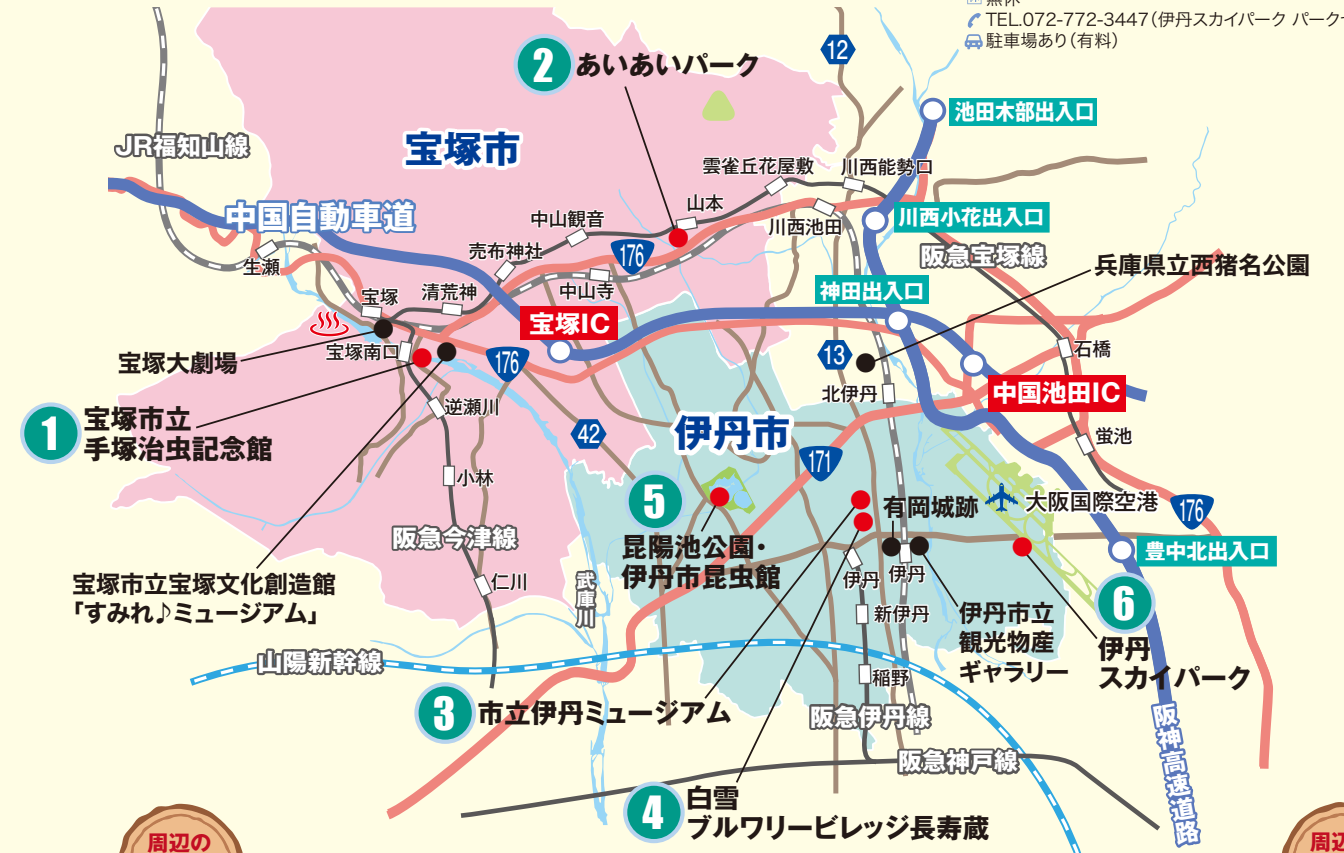 無休
TEL.072-772-3447(伊丹スカイパーク パーク
駐車場あり(有料)
12
2 あいあいパーク
池田木部出入口
JR福知山線
宝塚市
雲雀丘花屋敷
川西能勢口
中国自動車道
山本
川西池田
川西小花出入口
中山観音
売布神社
176
阪急宝塚線
生瀬
兵庫県立西猪名公園
宝塚
清荒神
中山寺
神田出入口
宝塚IC
宝塚南口
176
13
石橋
宝塚大劇場
北伊丹
中国池田IC
1
宝塚市立
手塚治虫記念館
逆瀬川
42
伊丹市
蛍池
171
小林
5
有岡城跡
大阪国際空港
176
阪急今津線
昆陽池公園・
伊丹市昆虫館
豊中北出入口
宝塚市立宝塚文化創造館
「すみれ♪ミュージアム」
仁川
武庫川
伊丹
伊丹
新伊丹
伊丹市立
観光物産
ギャラリー
6
伊丹
スカイパーク
山陽新幹線
稲野
3 市立伊丹ミュージアム
阪急伊丹線
阪神高速道路
阪急神戸線
4
白雪
ブルワリービレッジ長寿蔵
周辺の
周辺